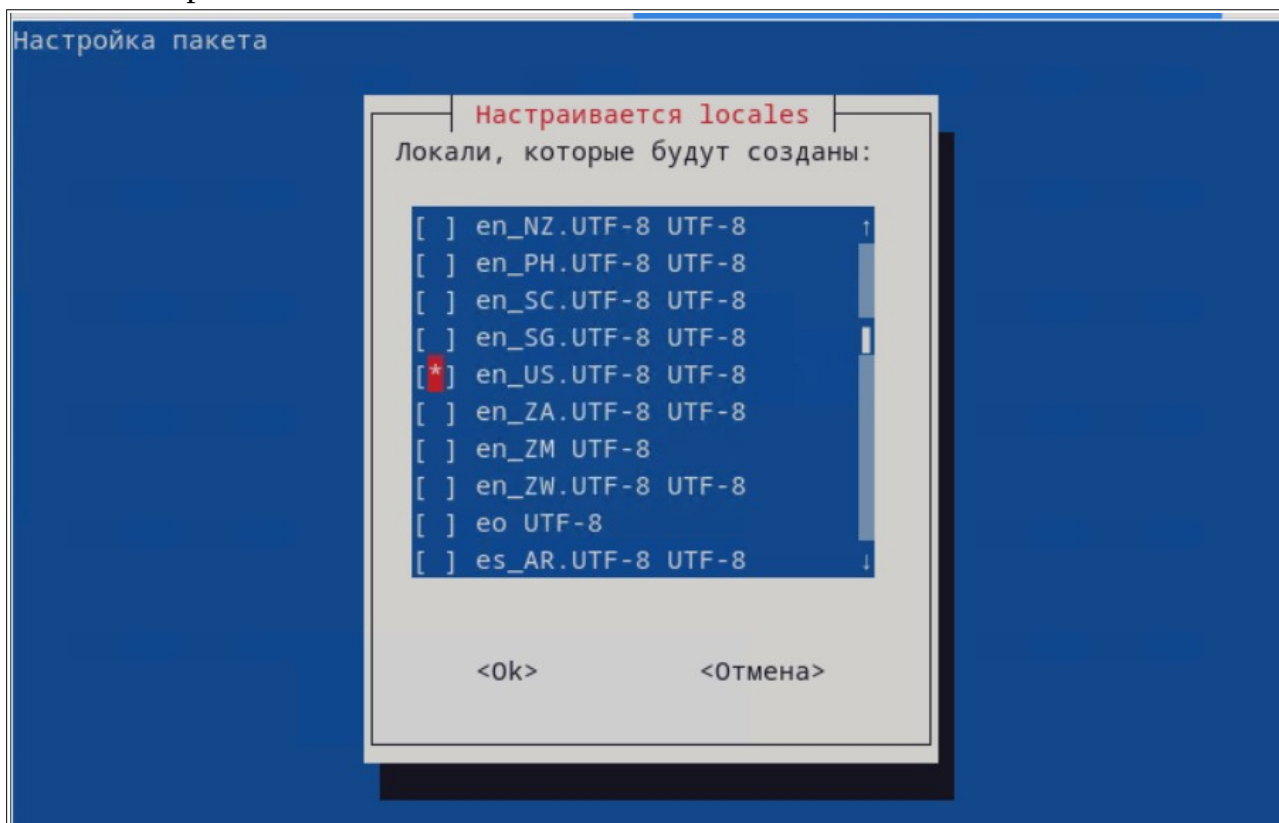 Настройка пакета
Настраивается locales
Локали, которые будут созданы:
[ ] en_NZ.UTF-8 UTF-8 ↑
[ ] en_PH.UTF-8 UTF-8
[ ] en_SC.UTF-8 UTF-8
[ ] en_SG.UTF-8 UTF-8
[*] en_US.UTF-8 UTF-8
[ ] en_ZA.UTF-8 UTF-8
[ ] en_ZM UTF-8
[ ] en_ZW.UTF-8 UTF-8
[ ] eo UTF-8
[ ] es_AR.UTF-8 UTF-8 ↓
<Ok> <Отмена>